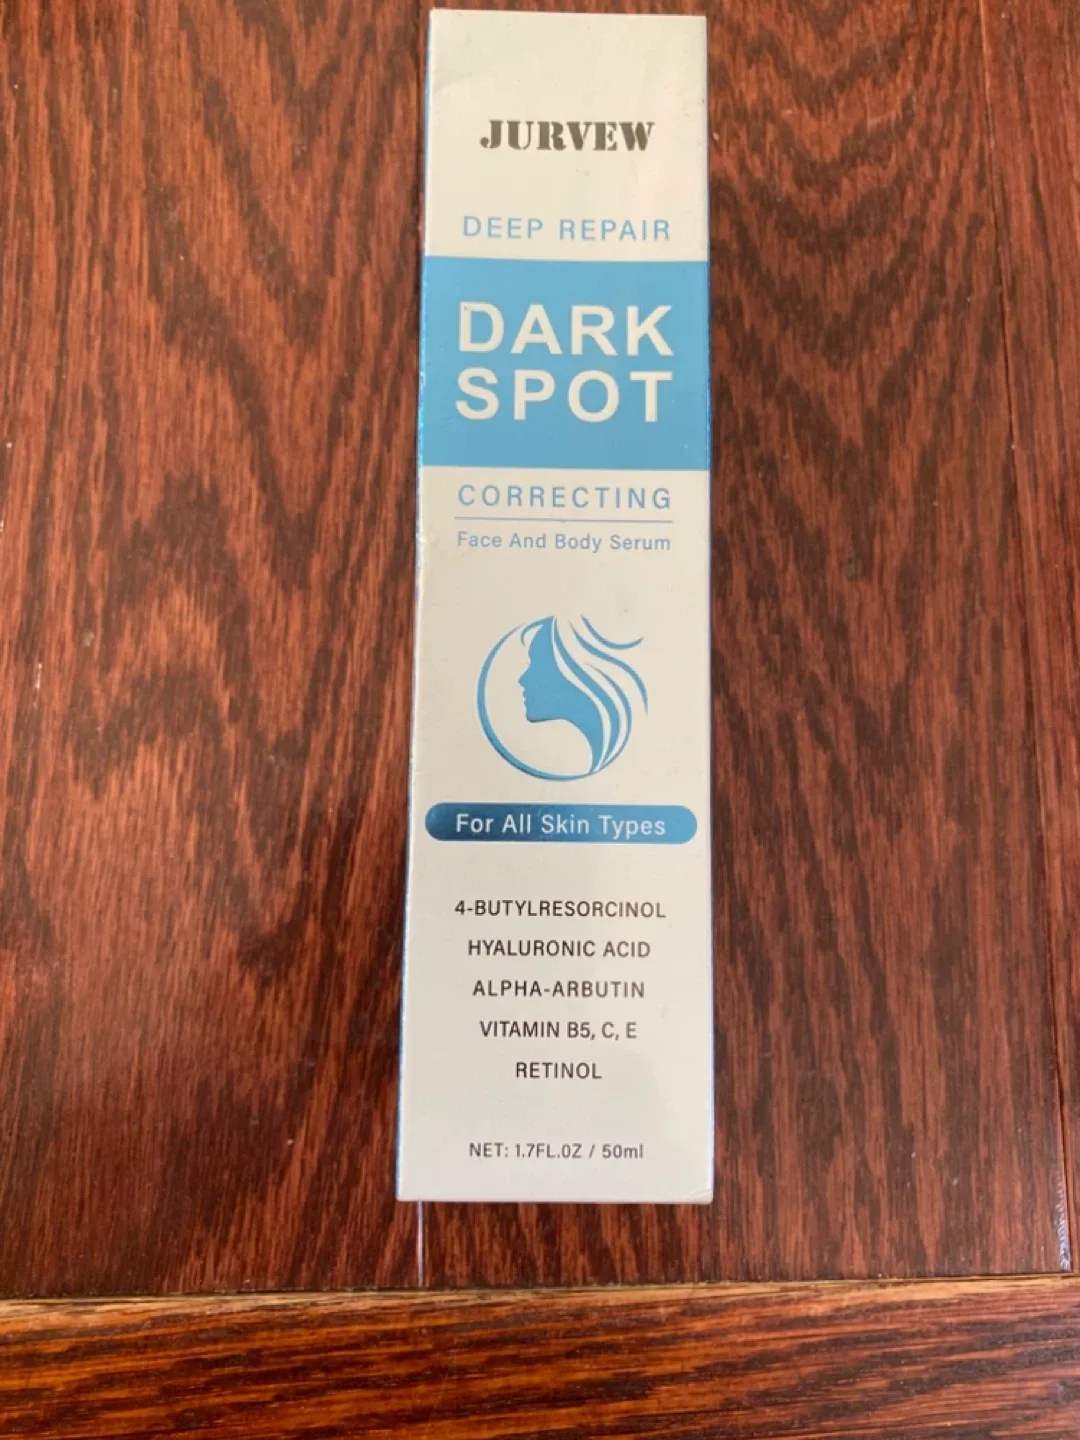 JURVEW
DEEP REPAIR
DARK
SPOT
CORRECTING
Face And Body Serum
For All Skin Types
4-BUTYLRESORCINOL
HYALURONIC ACID
ALPHA-ARBUTIN
VITAMIN B5, C, E
RETINOL
NET: 1.7FL.OZ / 50ml